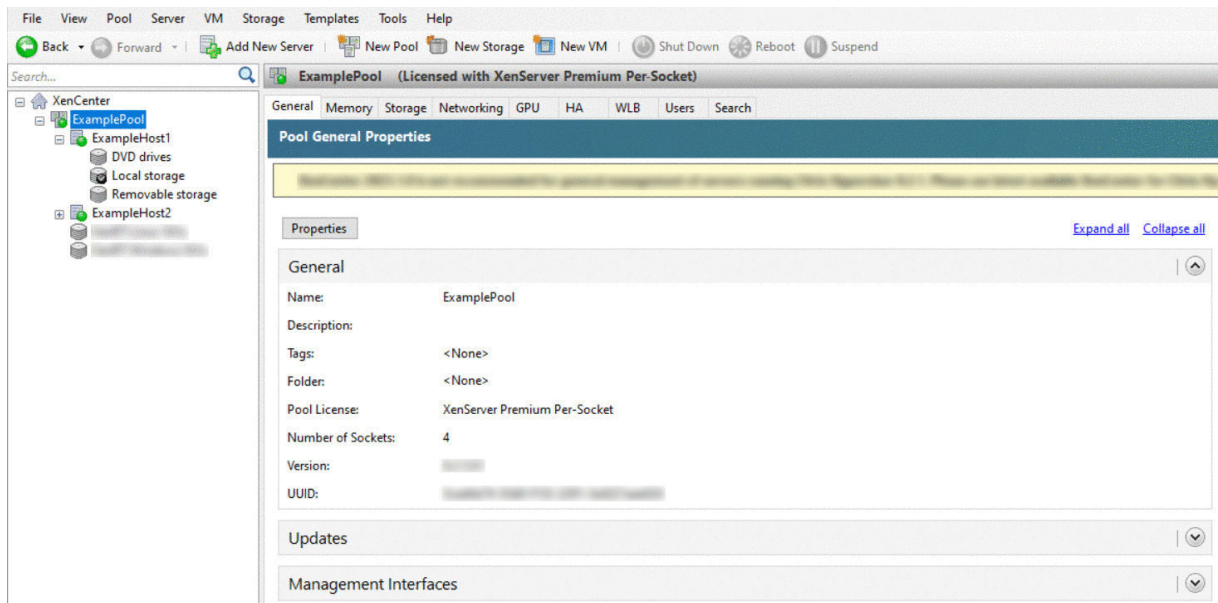 File View Pool Server VM Storage Templates Tools Help
Back Forward Add New Server New Pool New Storage New VM Shut Down Reboot Suspend
Search...
ExamplePool (Licensed with XenServer Premium Per-Socket)
XenCenter
ExamplePool
ExampleHost1
DVD drives
Local storage
Removable storage
ExampleHost2
General Memory Storage Networking GPU HA WLB Users Search
Pool General Properties
Properties Expand all Collapse all
General
Name: ExamplePool
Description:
Tags: <None>
Folder: <None>
Pool License: XenServer Premium Per-Socket
Number of Sockets: 4
Version:
UUID:
Updates
Management Interfaces